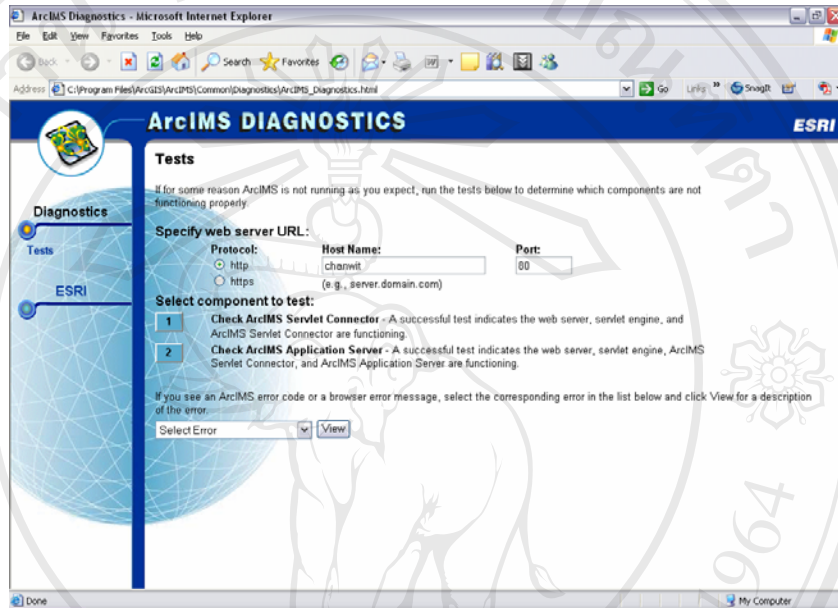 ArcIMS Diagnostics - Microsoft Internet Explorer
File Edit View Favorites Tools Help
Back Search Favorites
Address C:\Program Files\ArcGIS\ArcIMS\Common\Diagnostics\ArcIMS_Diagnostics.html Go Links » SnagIt
ArcIMS DIAGNOSTICS
ESRI
Tests
If for some reason ArcIMS is not running as you expect, run the tests below to determine which components are not
functioning properly.
Diagnostics
Tests
ESRI
Specify web server URL:
Protocol: Host Name: Port:
http chanwit 80
https (e.g., server.domain.com)
Select component to test:
1 Check ArcIMS Servlet Connector - A successful test indicates the web server, servlet engine, and
ArcIMS Servlet Connector are functioning.
2 Check ArcIMS Application Server - A successful test indicates the web server, servlet engine, ArcIMS
Servlet Connector, and ArcIMS Application Server are functioning.
If you see an ArcIMS error code or a browser error message, select the corresponding error in the list below and click View for a description
of the error.
Select Error View
Done My Computer
1964